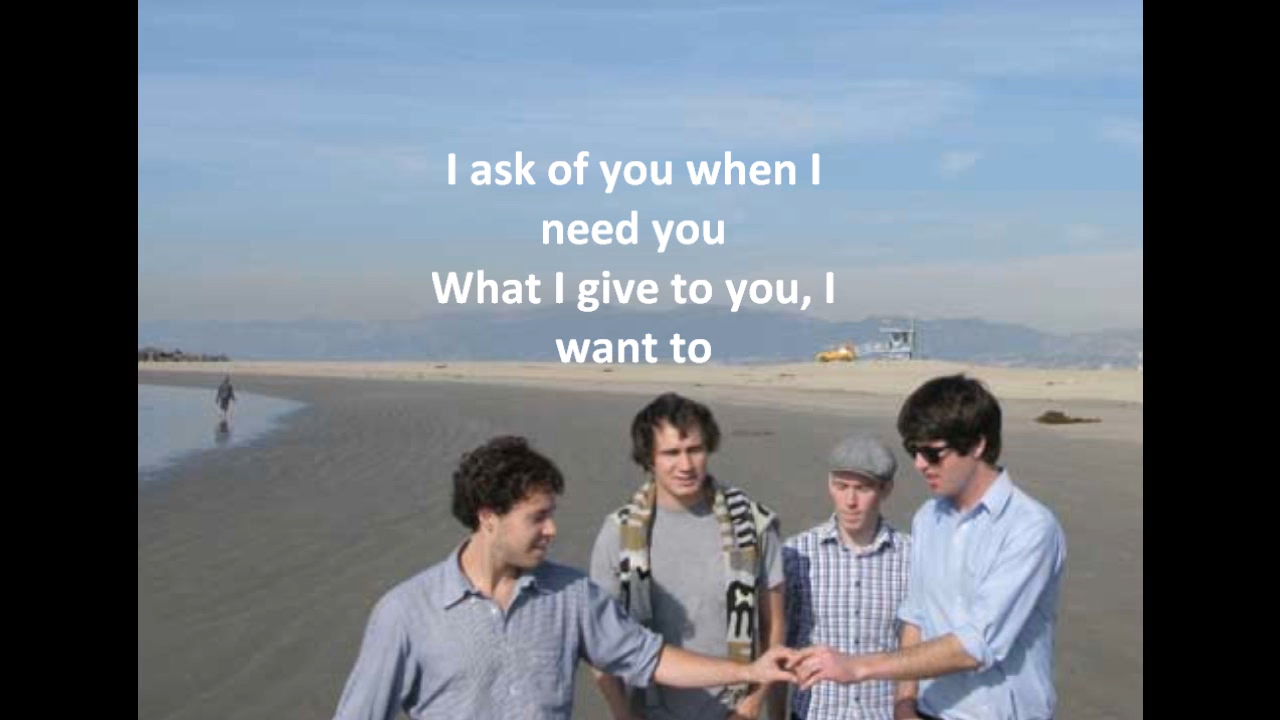 I ask of you when I
need you
What I give to you, I
want to